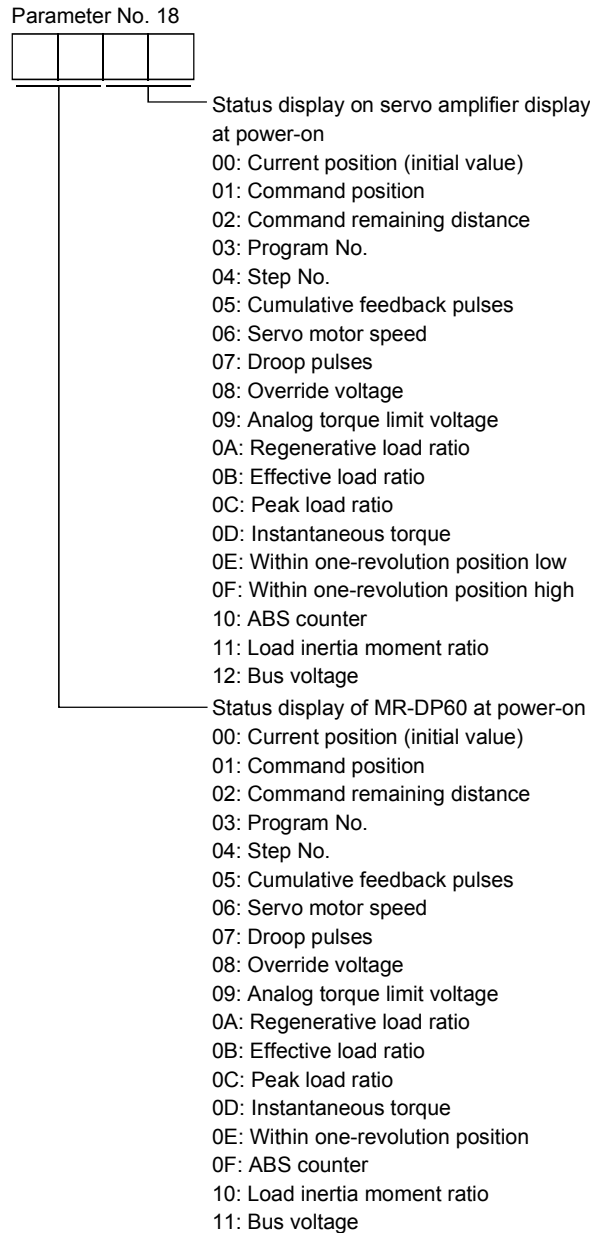 Parameter No. 18
Status display on servo amplifier display
at power-on
00: Current position (initial value)
01: Command position
02: Command remaining distance
03: Program No.
04: Step No.
05: Cumulative feedback pulses
06: Servo motor speed
07: Droop pulses
08: Override voltage
09: Analog torque limit voltage
0A: Regenerative load ratio
0B: Effective load ratio
0C: Peak load ratio
0D: Instantaneous torque
0E: Within one-revolution position low
0F: Within one-revolution position high
10: ABS counter
11: Load inertia moment ratio
12: Bus voltage
Status display of MR-DP60 at power-on
00: Current position (initial value)
01: Command position
02: Command remaining distance
03: Program No.
04: Step No.
05: Cumulative feedback pulses
06: Servo motor speed
07: Droop pulses
08: Override voltage
09: Analog torque limit voltage
0A: Regenerative load ratio
0B: Effective load ratio
0C: Peak load ratio
0D: Instantaneous torque
0E: Within one-revolution position
0F: ABS counter
10: Load inertia moment ratio
11: Bus voltage